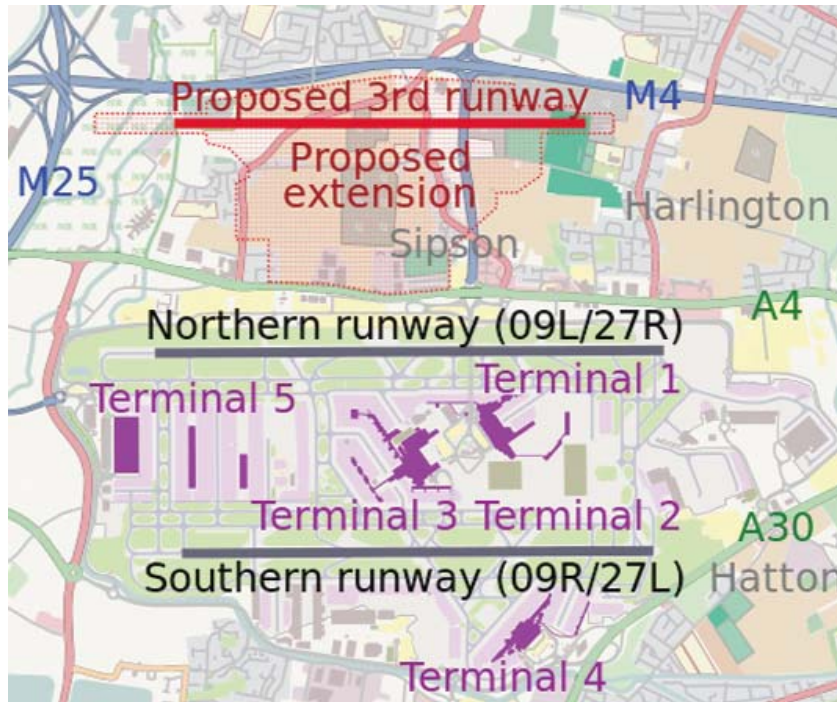 Proposed 3rd runway
M4
Proposed
extension
M25
Harlington
Sipson
A4
Northern runway (09L/27R)
Terminal 1
Terminal 5
Terminal 3
Terminal 2
A30
Southern runway (09R/27L)
Hatton
Terminal 4